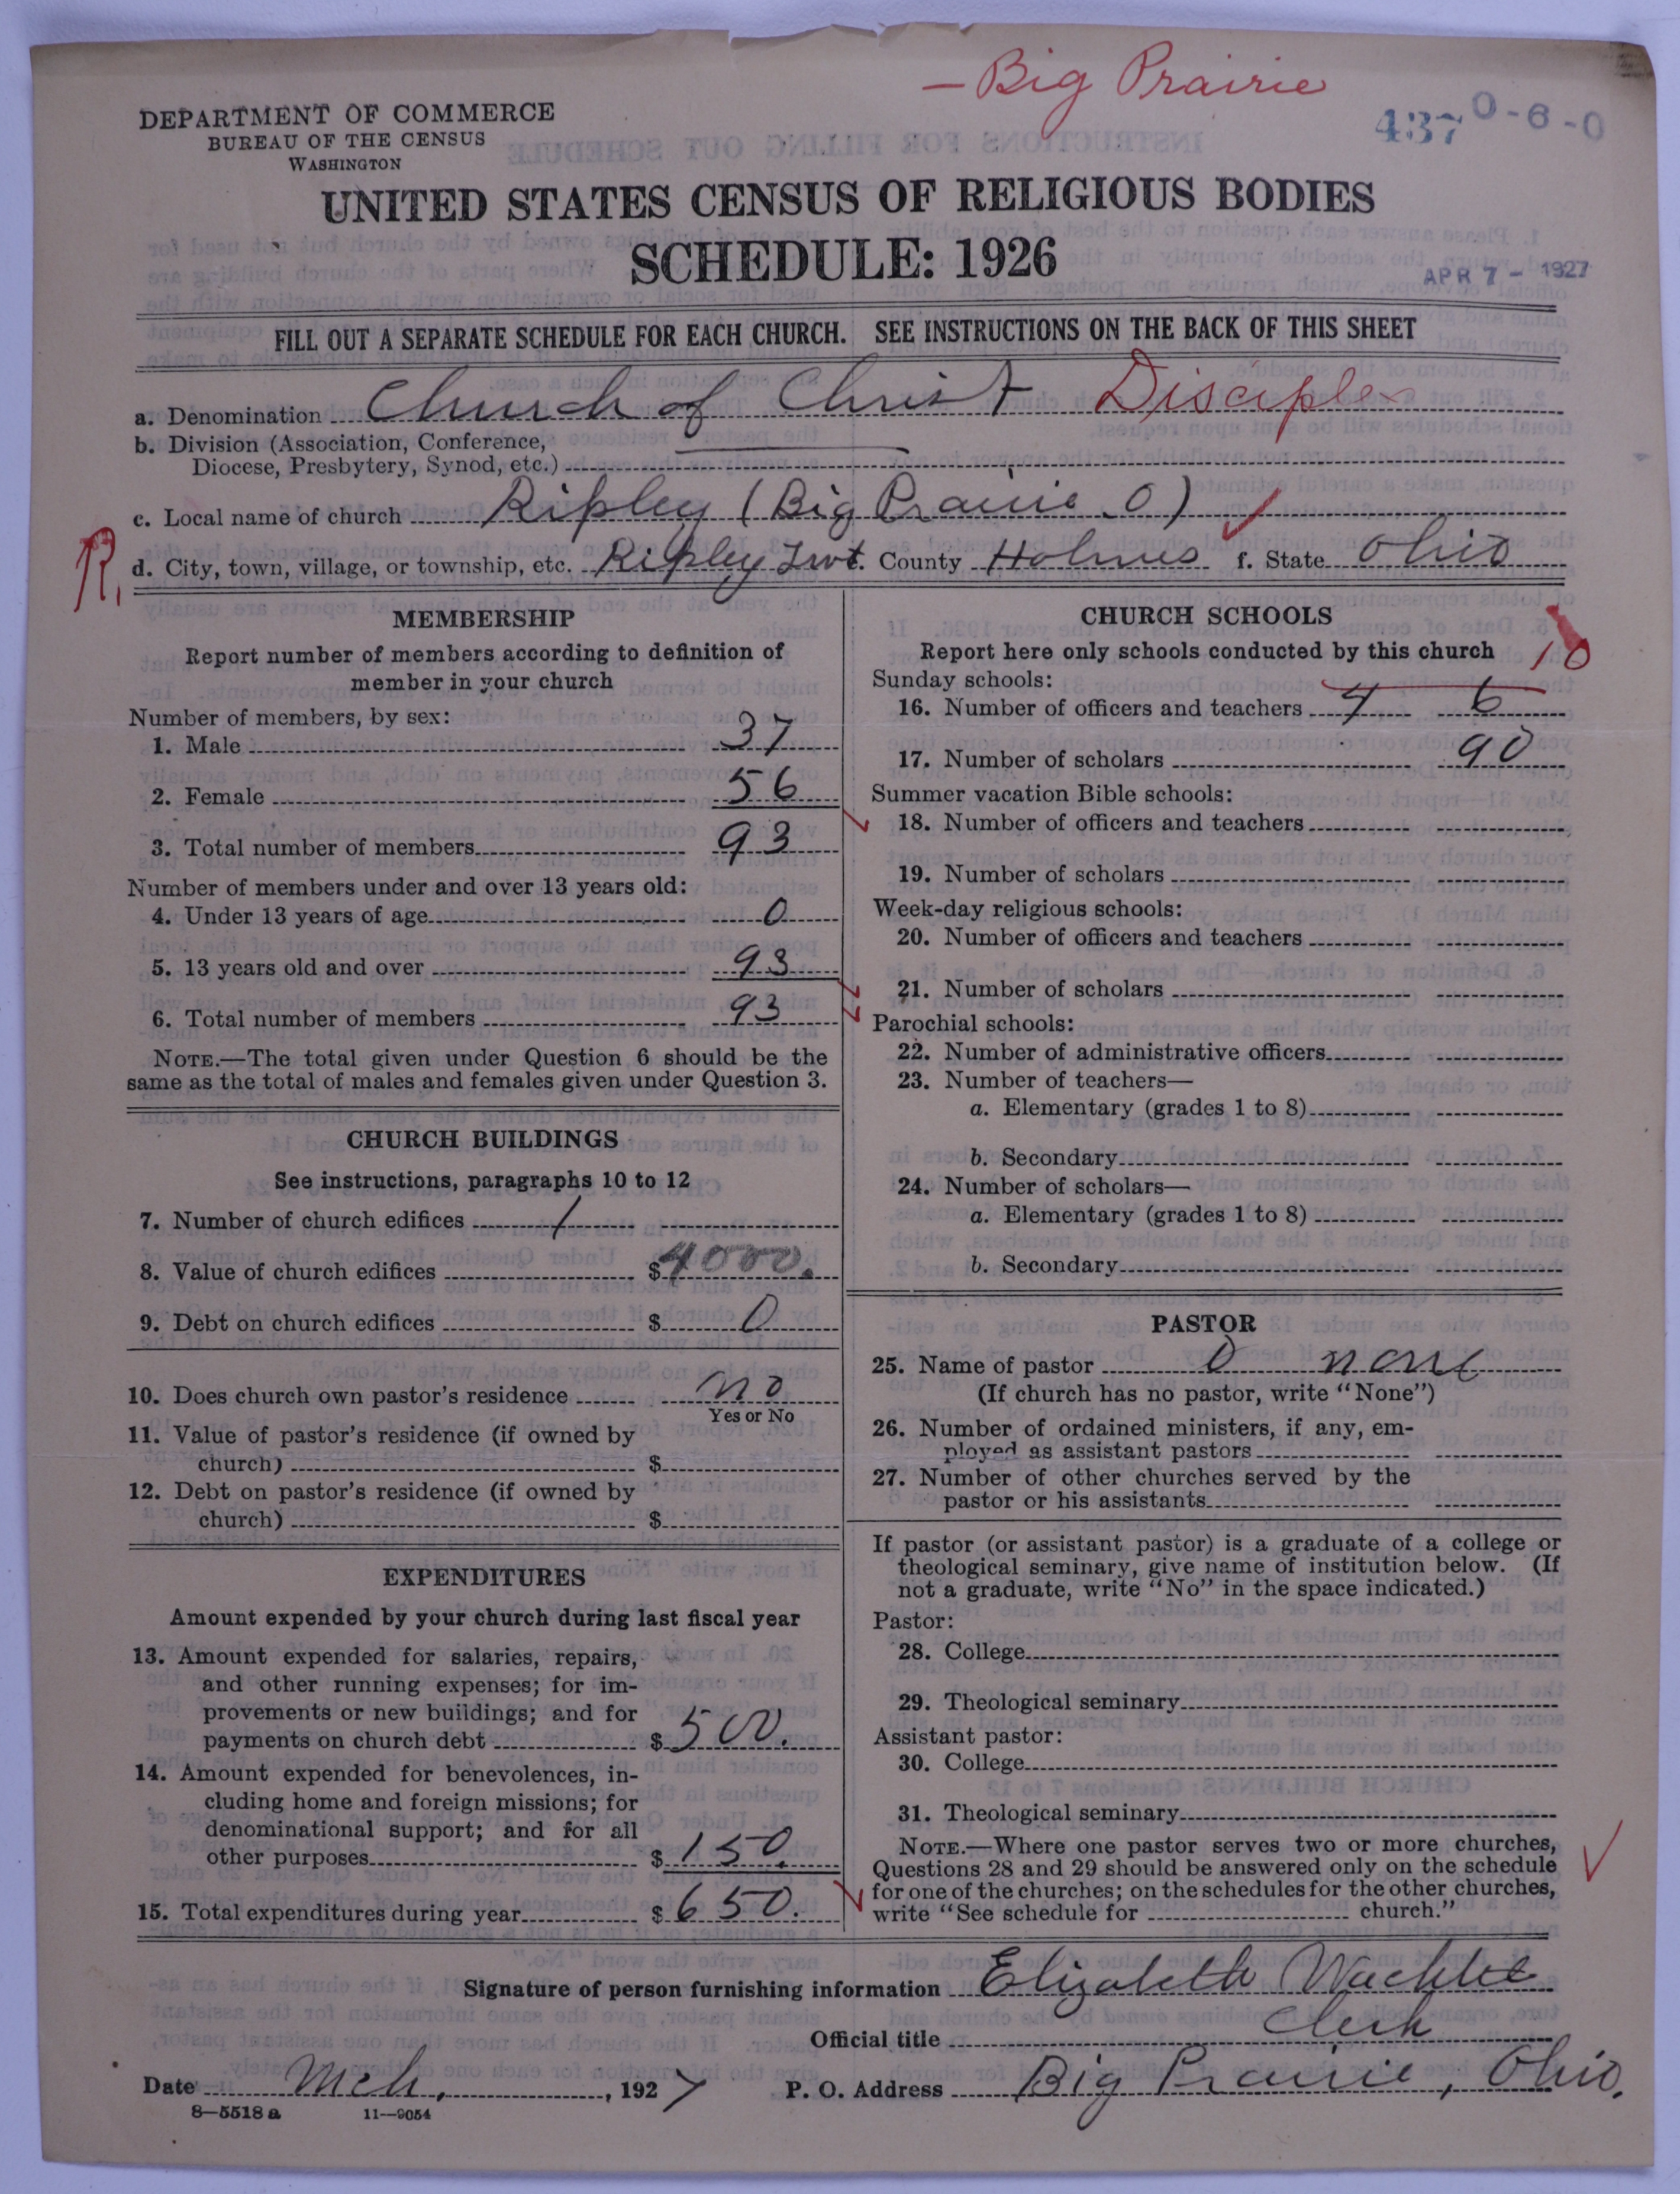 — Big Prairie
437 0-6-0
DEPARTMENT OF COMMERCE
BUREAU OF THE CENSUS
WASHINGTON
UNITED STATES CENSUS OF RELIGIOUS BODIES
SCHEDULE: 1926
APR 7 - 1927
FILL OUT A SEPARATE SCHEDULE FOR EACH CHURCH. SEE INSTRUCTIONS ON THE BACK OF THIS SHEET
a. Denomination Church of Christ Disciples
b. Division (Association, Conference,
Diocese, Presbytery, Synod, etc.)
c. Local name of church Ripley (Big Prairie O)
R. d. City, town, village, or township, etc. Ripley Twt. County Holmes f. State Ohio
MEMBERSHIP
Report number of members according to definition of
member in your church
Number of members, by sex:
1. Male 37
2. Female 56
3. Total number of members 93
Number of members under and over 13 years old:
4. Under 13 years of age 0
5. 13 years old and over 93
6. Total number of members 93
NOTE.—The total given under Question 6 should be the
same as the total of males and females given under Question 3.
CHURCH BUILDINGS
See instructions, paragraphs 10 to 12
7. Number of church edifices 1
8. Value of church edifices $4000.
9. Debt on church edifices $ 0
10. Does church own pastor's residence no
Yes or No
11. Value of pastor's residence (if owned by
church) $
12. Debt on pastor's residence (if owned by
church) $
EXPENDITURES
Amount expended by your church during last fiscal year
13. Amount expended for salaries, repairs,
and other running expenses; for im-
provements or new buildings; and for
payments on church debt $500.
14. Amount expended for benevolences, in-
cluding home and foreign missions; for
denominational support; and for all
other purposes $150.
15. Total expenditures during year $650.
CHURCH SCHOOLS
Report here only schools conducted by this church 10
Sunday schools:
16. Number of officers and teachers 4 6
17. Number of scholars 90
Summer vacation Bible schools:
18. Number of officers and teachers
19. Number of scholars
Week-day religious schools:
20. Number of officers and teachers
21. Number of scholars
Parochial schools:
22. Number of administrative officers
23. Number of teachers—
a. Elementary (grades 1 to 8)
b. Secondary
24. Number of scholars—
a. Elementary (grades 1 to 8)
b. Secondary
PASTOR
25. Name of pastor 0 none
(If church has no pastor, write "None")
26. Number of ordained ministers, if any, em-
ployed as assistant pastors
27. Number of other churches served by the
pastor or his assistants
If pastor (or assistant pastor) is a graduate of a college or
theological seminary, give name of institution below. (If
not a graduate, write "No" in the space indicated.)
Pastor:
28. College
29. Theological seminary
Assistant pastor:
30. College
31. Theological seminary
NOTE.—Where one pastor serves two or more churches,
Questions 28 and 29 should be answered only on the schedule
for one of the churches; on the schedules for the other churches,
write "See schedule for church."
Signature of person furnishing information Elizabeth Wachtel
Official title Clerk
Date Mch. , 1927 P. O. Address Big Prairie, Ohio.
8—5518 a 11—9054